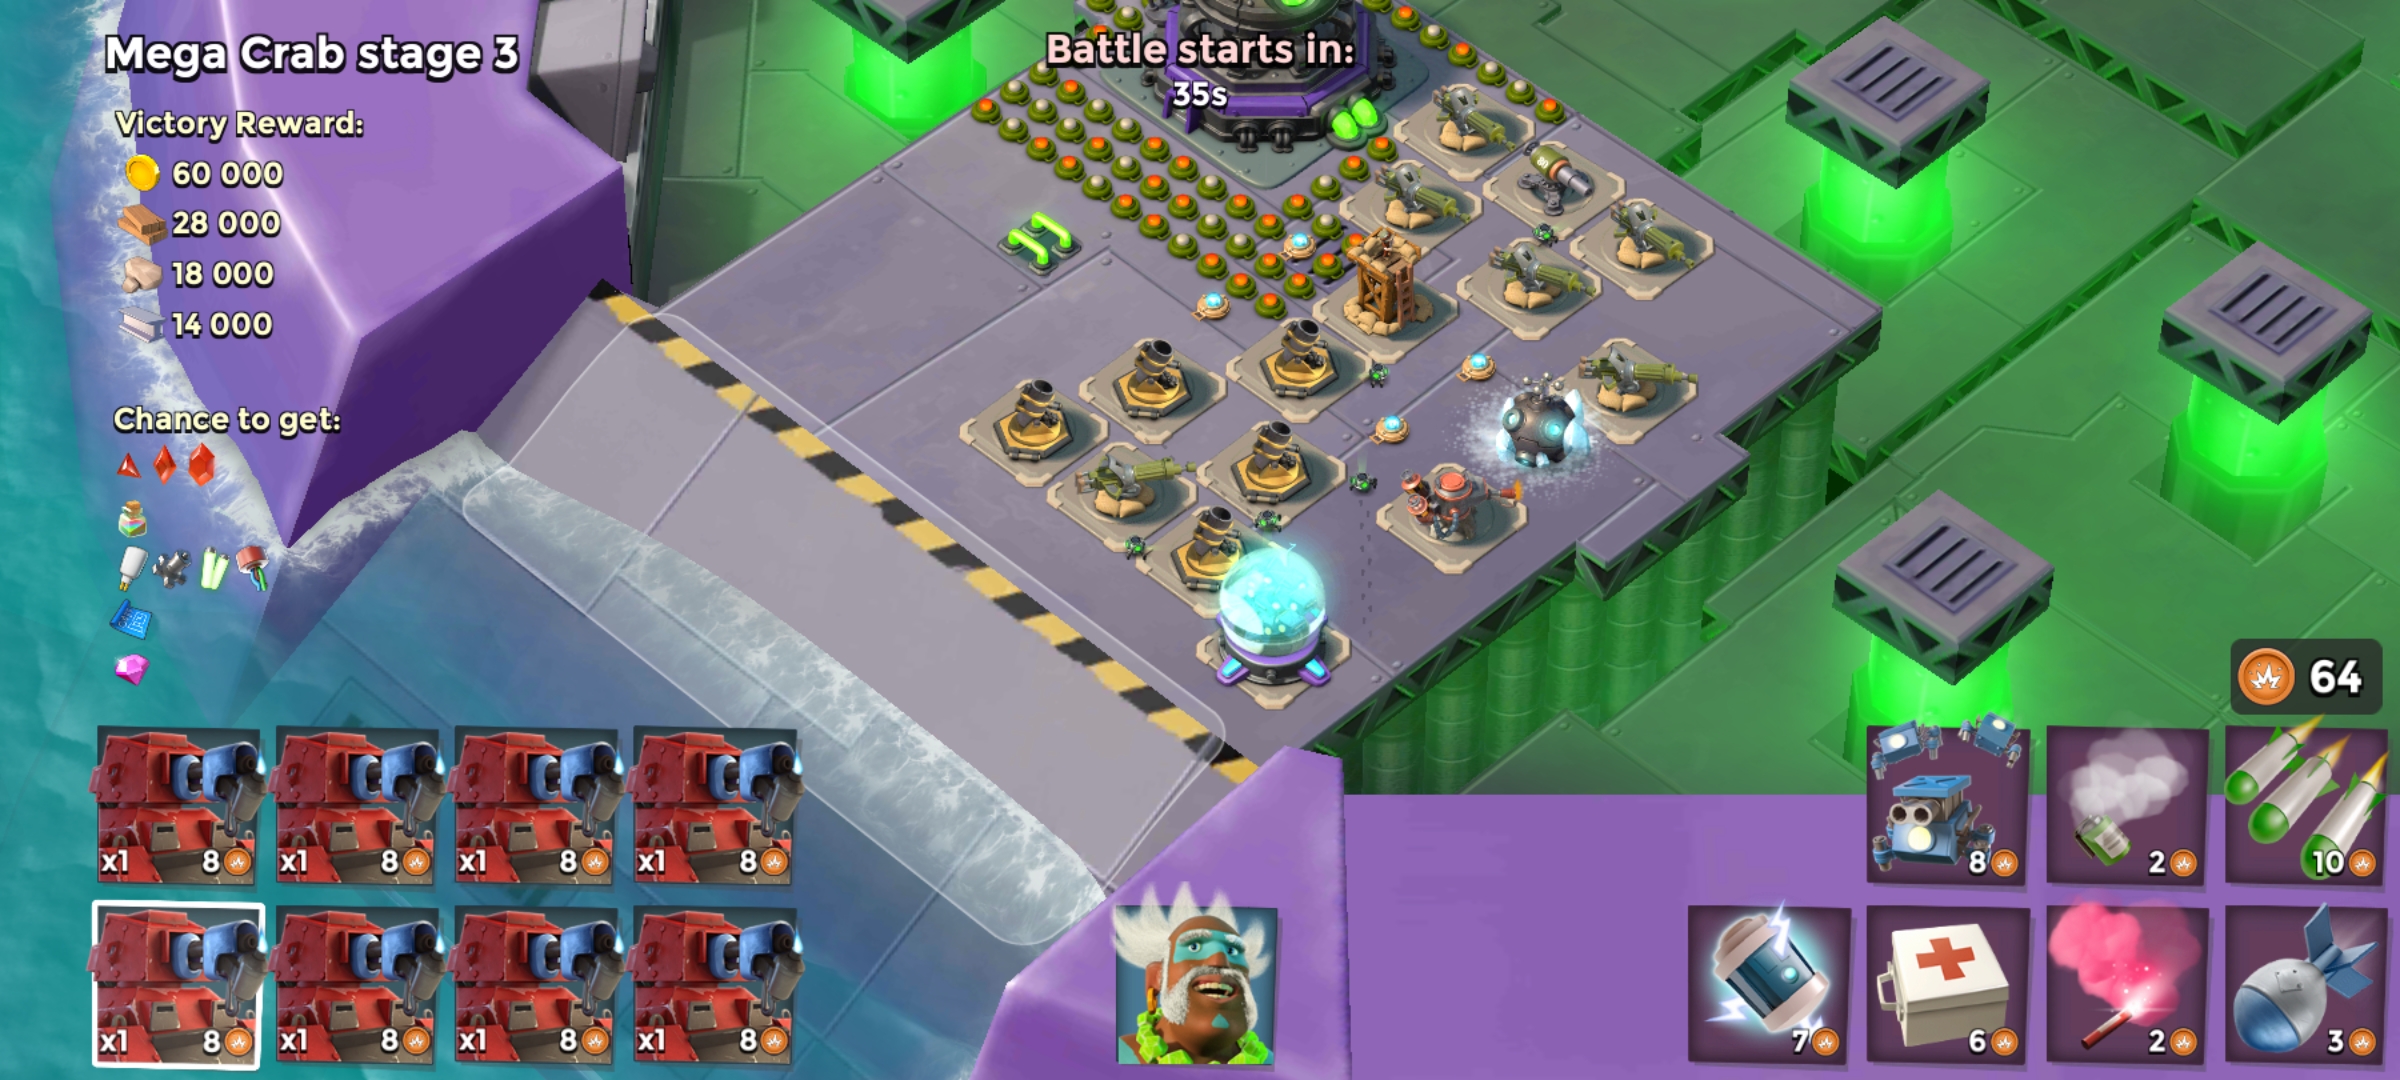 Mega Crab stage 3
Battle starts in:
35s
Victory Reward:
60 000
28 000
18 000
14 000
Chance to get:
64
x1 8
x1 8
x1 8
x1 8
8
2
10
x1 8
x1 8
x1 8
x1 8
7
6
2
3